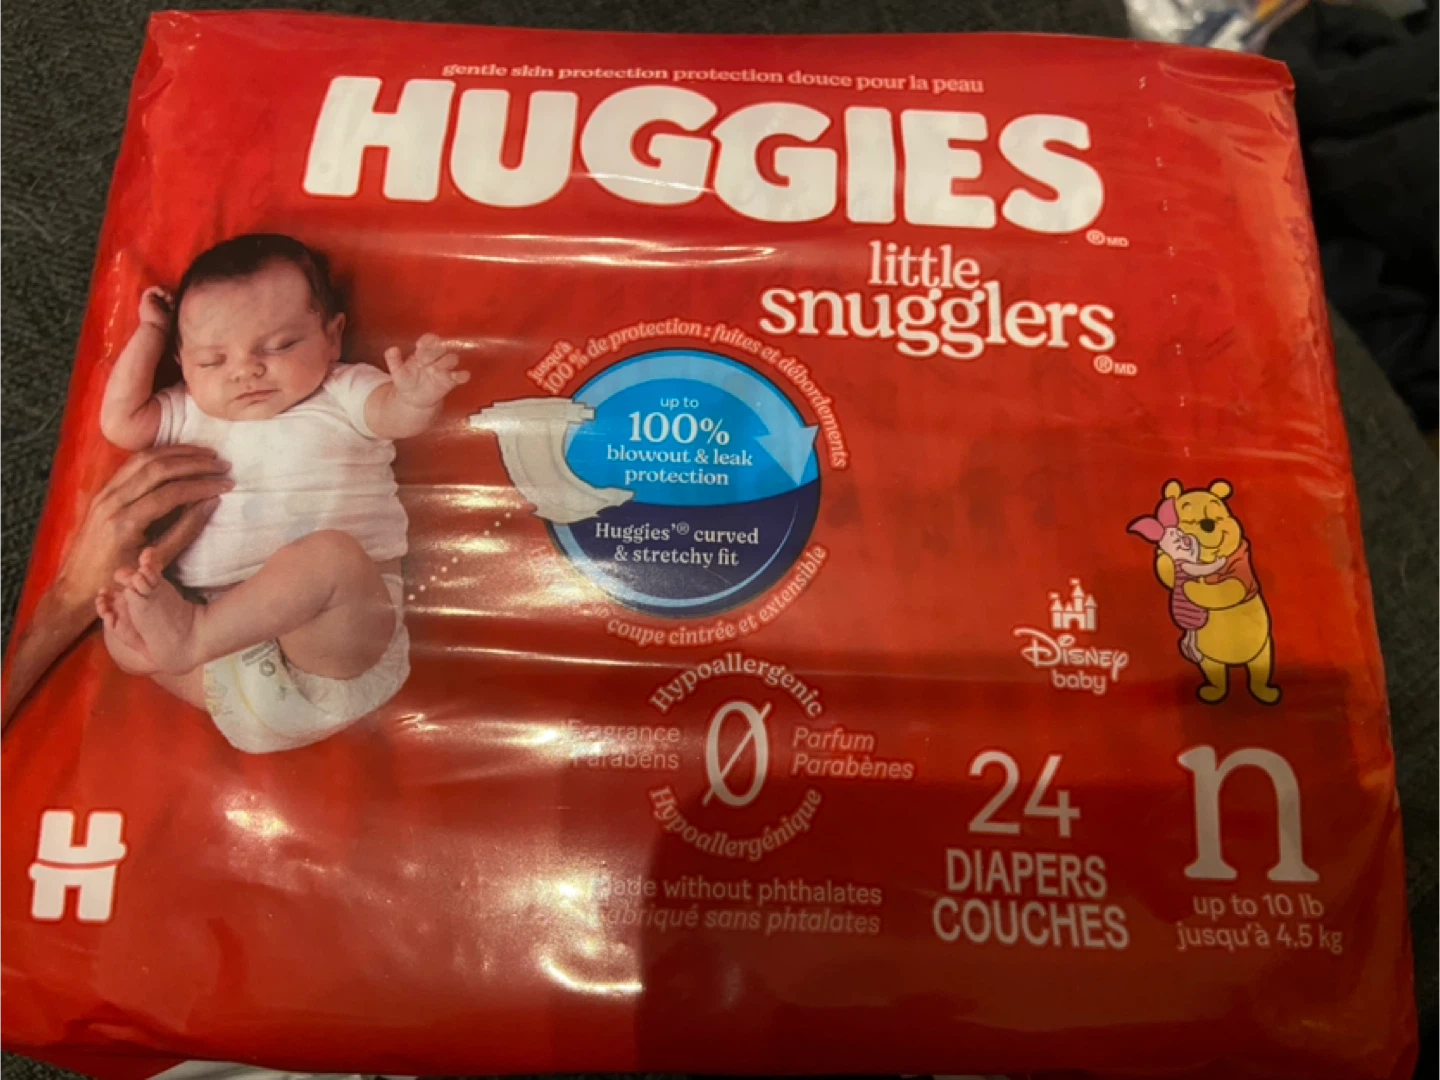 gentle skin protection protection douce pour la peau
HUGGIES
®MD
little
snugglers
®MD
jusqu'à
100 % de protection : fuites et débordements
up to
100%
blowout & leak
protection
Huggies'® curved
& stretchy fit
coupe cintrée et extensible
Disney
baby
Hypoallergenic
Fragrance
Parabens
0
Parfum
Parabènes
Hypoallergénique
Made without phthalates
Fabriqué sans phtalates
24
DIAPERS
COUCHES
n
up to 10 lb
jusqu'à 4.5 kg
H